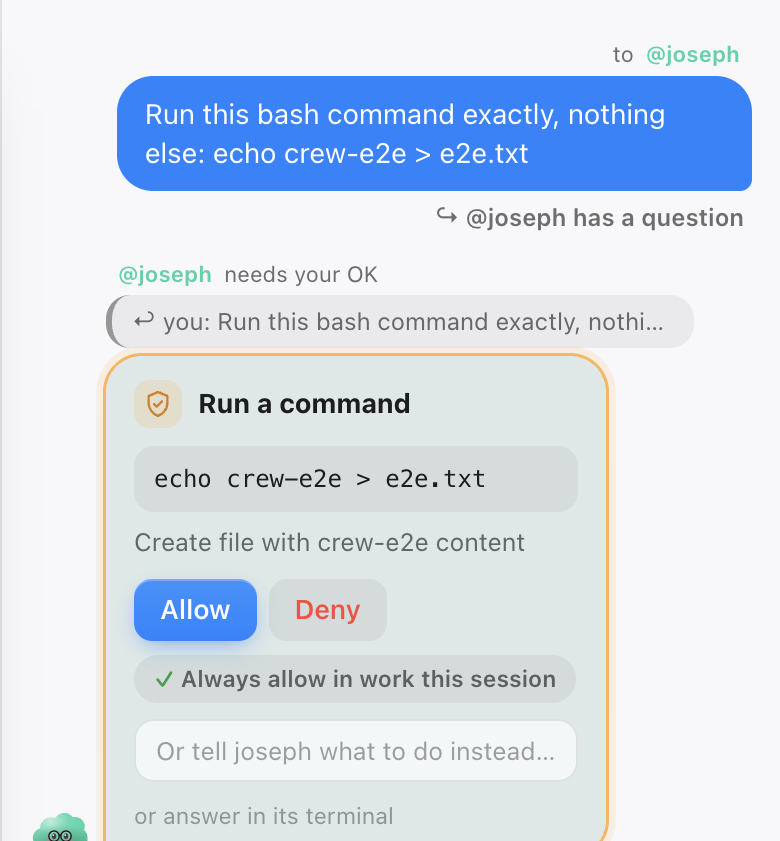 to @joseph
Run this bash command exactly, nothing
else: echo crew-e2e > e2e.txt
↪ @joseph has a question
@joseph needs your OK
↩ you: Run this bash command exactly, nothi...
Run a command
echo crew-e2e > e2e.txt
Create file with crew-e2e content
Allow Deny
✓ Always allow in work this session
Or tell joseph what to do instead...
or answer in its terminal